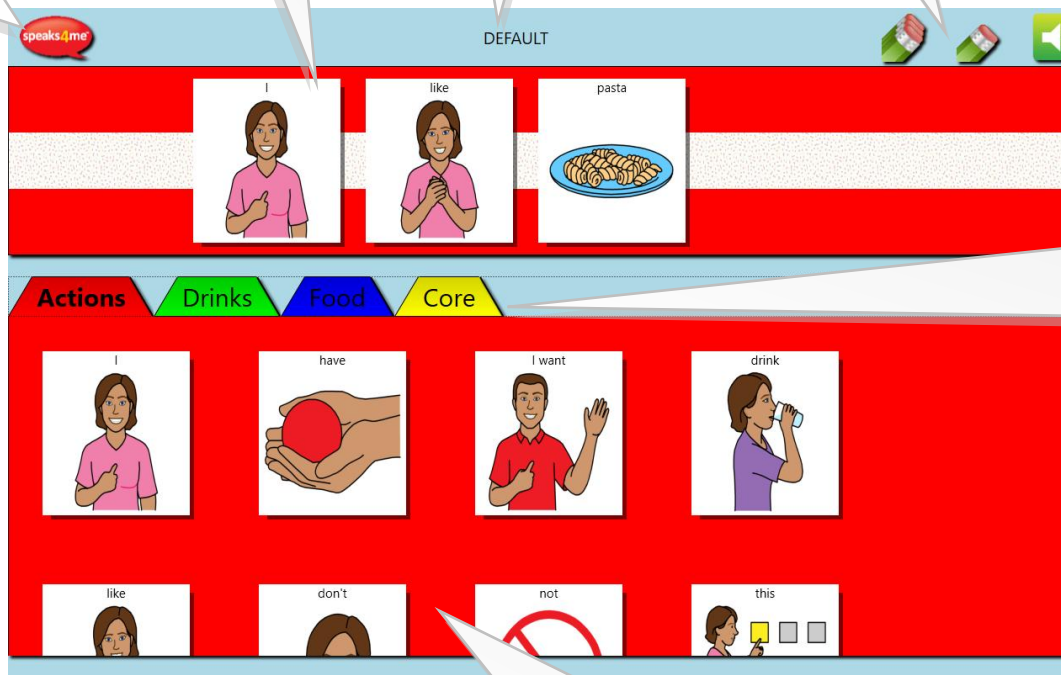 speaks4me
DEFAULT
I like pasta
Actions Drinks Food Core
I have I want drink
like don't not this